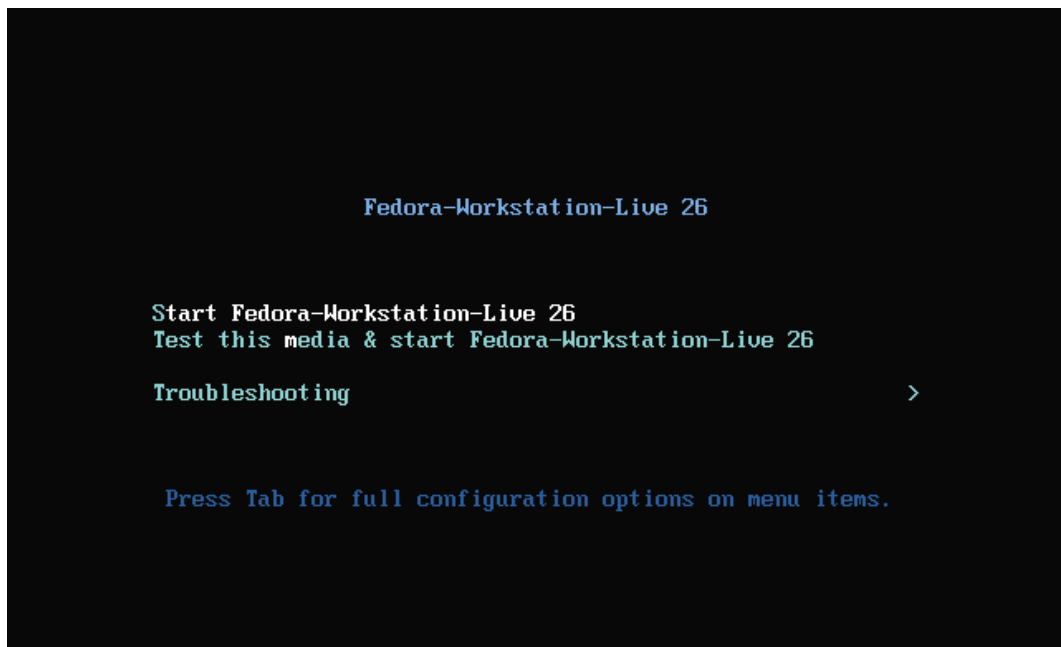 Fedora-Workstation-Live 26
Start Fedora-Workstation-Live 26
Test this media & start Fedora-Workstation-Live 26
Troubleshooting >
Press Tab for full configuration options on menu items.